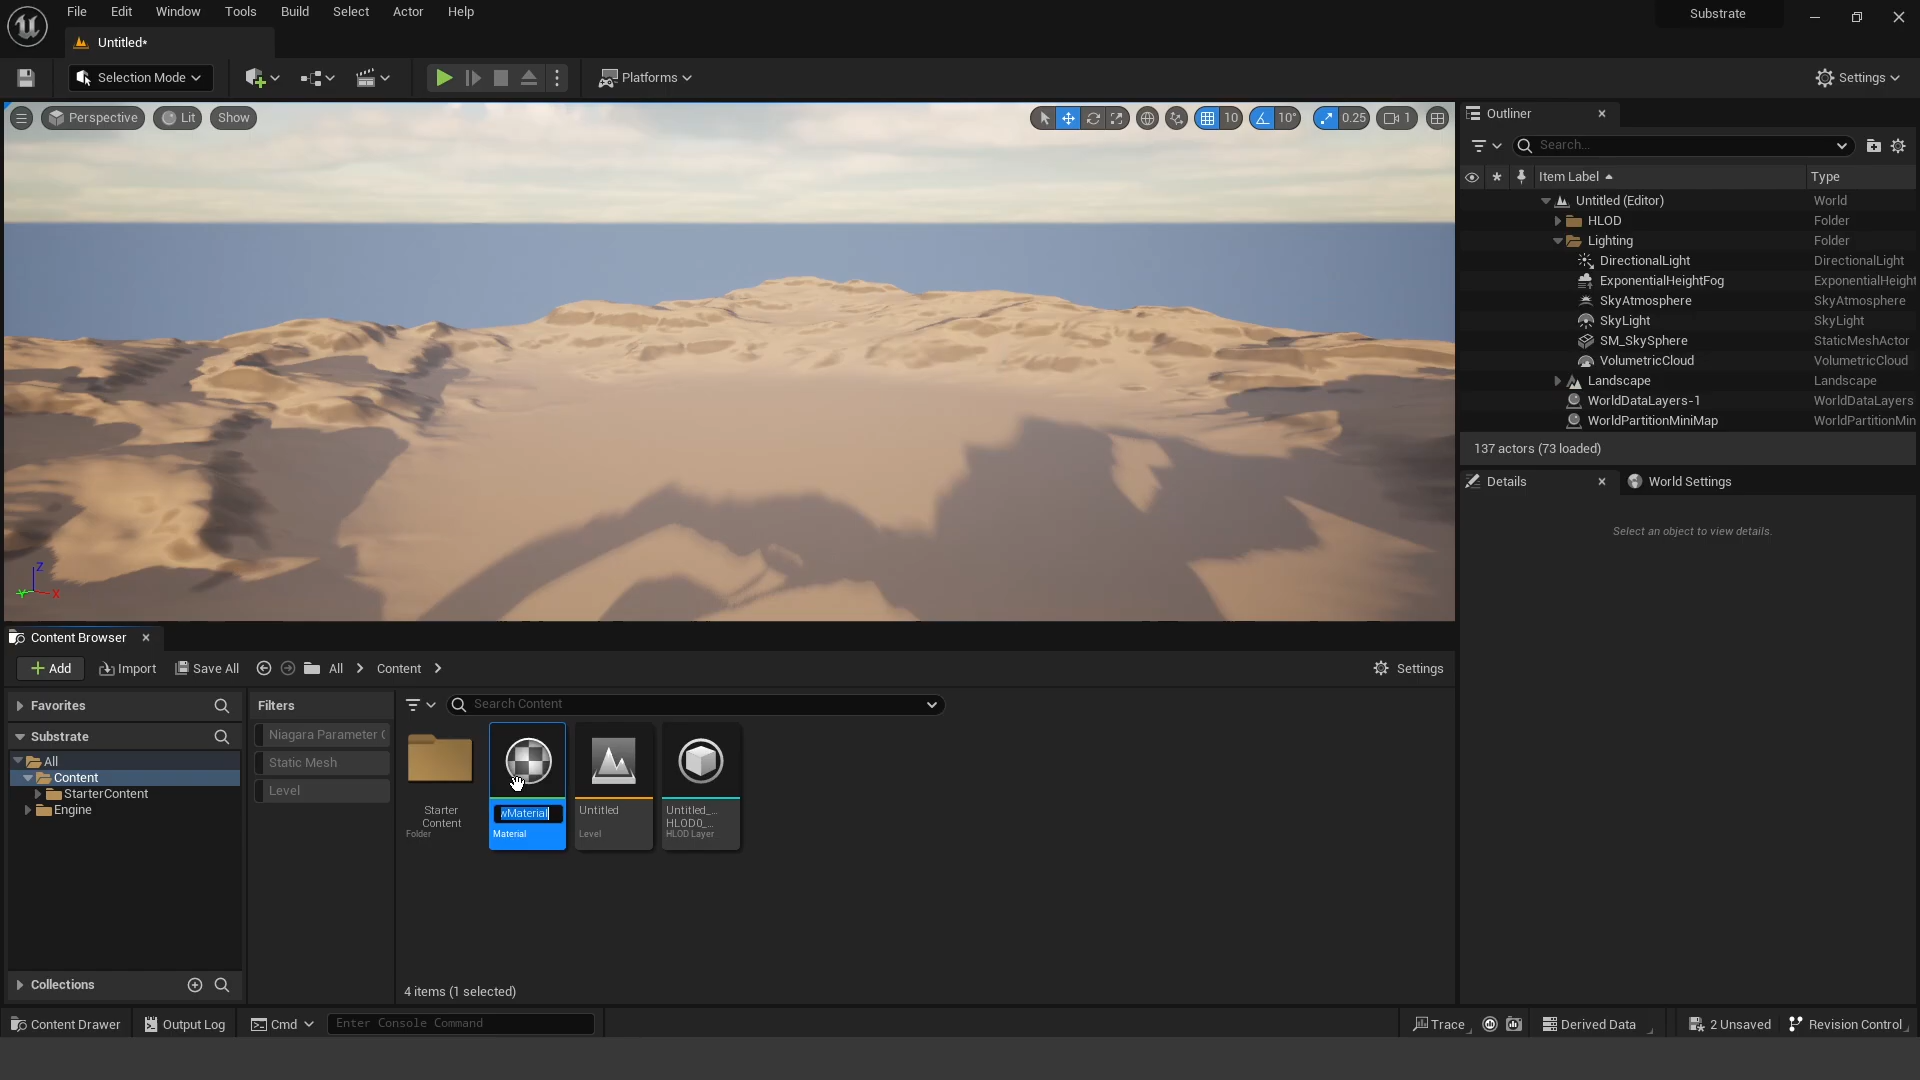 File Edit Window Tools Build Select Actor Help Substrate
Untitled*
Selection Mode Platforms Settings
Perspective Lit Show 10 10° 0.25 1
Outliner
Search...
Item Label Type
Untitled (Editor) World
HLOD Folder
Lighting Folder
DirectionalLight DirectionalLight
ExponentialHeightFog ExponentialHeight
SkyAtmosphere SkyAtmosphere
SkyLight SkyLight
SM_SkySphere StaticMeshActor
VolumetricCloud VolumetricCloud
Landscape Landscape
WorldDataLayers-1 WorldDataLayers
WorldPartitionMiniMap WorldPartitionMin
137 actors (73 loaded)
Details World Settings
Select an object to view details.
Z
Y X
Content Browser
Add Import Save All All Content Settings
Favorites
Substrate
All
Content
StarterContent
Engine
Collections
Filters
Niagara Parameter C
Static Mesh
Level
Search Content
Starter
Content
Folder
wMaterial
Material
Untitled
Level
Untitled_...
HLOD0_...
HLOD Layer
4 items (1 selected)
Content Drawer Output Log Cmd Enter Console Command Trace Derived Data 2 Unsaved Revision Control